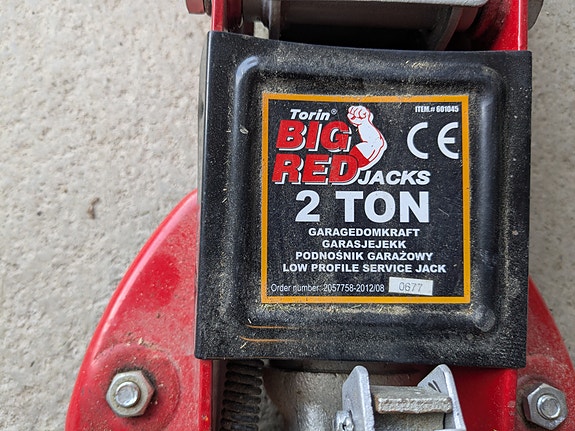 ITEM.# 601045
Torin®
BIG
RED
JACKS
CE
2 TON
GARAGEDOMKRAFT
GARASJEJEKK
PODNOŚNIK GARAŻOWY
LOW PROFILE SERVICE JACK
Order number: 2057758-2012/08 0677